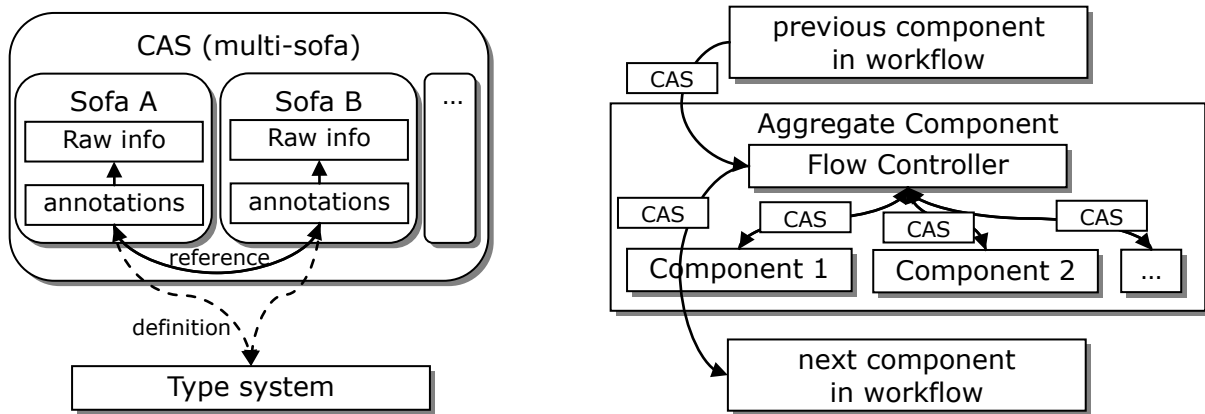 CAS (multi-sofa)
Sofa A
Raw info
annotations
Sofa B
Raw info
annotations
...
reference
definition
Type system
previous component
in workflow
CAS
Aggregate Component
Flow Controller
CAS
CAS
CAS
CAS
Component 1
Component 2
...
next component
in workflow